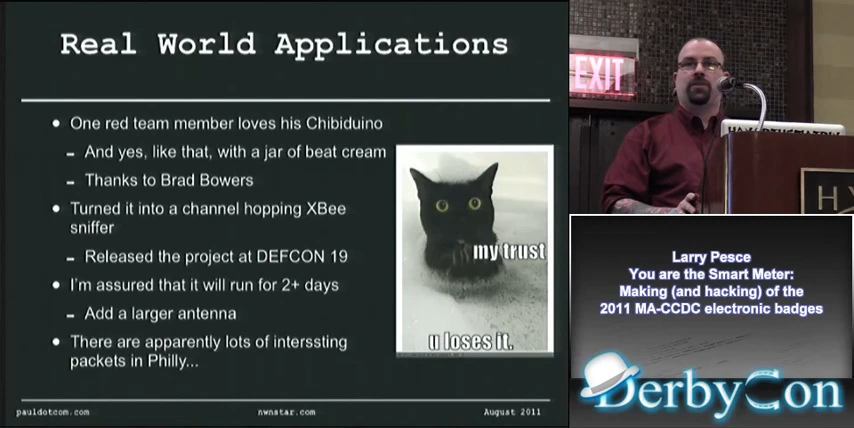 Real World Applications
• One red team member loves his Chibiduino
– And yes, like that, with a jar of beat cream
– Thanks to Brad Bowers
• Turned it into a channel hopping XBee
sniffer
– Released the project at DEFCON 19
• I'm assured that it will run for 2+ days
– Add a larger antenna
• There are apparently lots of interssting
packets in Philly...
my trust
u loses it.
pauldotcom.com
nwnstar.com
August 2011
EXIT
Larry Pesce
You are the Smart Meter:
Making (and hacking) of the
2011 MA-CCDC electronic badges
DerbyCon